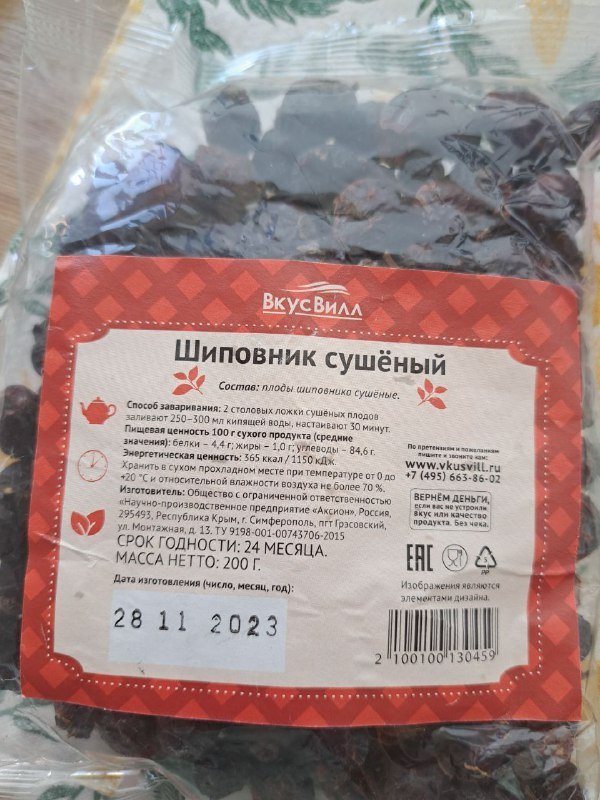 ВкусВилл
Шиповник сушёный
Состав: плоды шиповника сушёные.
Способ заваривания: 2 столовых ложки сушёных плодов
заливают 250–300 мл кипящей воды, настаивают 30 минут.
Пищевая ценность 100 г сухого продукта (средние
значения): белки – 4,4 г; жиры – 1,0 г; углеводы – 84,6 г.
Энергетическая ценность: 365 ккал / 1150 кДж.
Хранить в сухом прохладном месте при температуре от 0 до
+20 °С и относительной влажности воздуха не более 70 %.
Изготовитель: Общество с ограниченной ответственностью
«Научно-производственное предприятие «Аксион», Россия,
295493, Республика Крым, г. Симферополь, пгт Грэсовский,
ул. Монтажная, д. 13. ТУ 9198-001-00743706-2015
СРОК ГОДНОСТИ: 24 МЕСЯЦА.
МАССА НЕТТО: 200 Г.
Дата изготовления (число, месяц, год):
28 11 2023
По претензиям и пожеланиям
пишите и звоните нам:
www.vkusvill.ru
+7 (495) 663-86-02
ВЕРНЁМ ДЕНЬГИ,
если вас не устроили
вкус или качество
продукта. Без чека.
ЕАС
5
PP
Изображения являются
элементами дизайна.
2 100100 130459